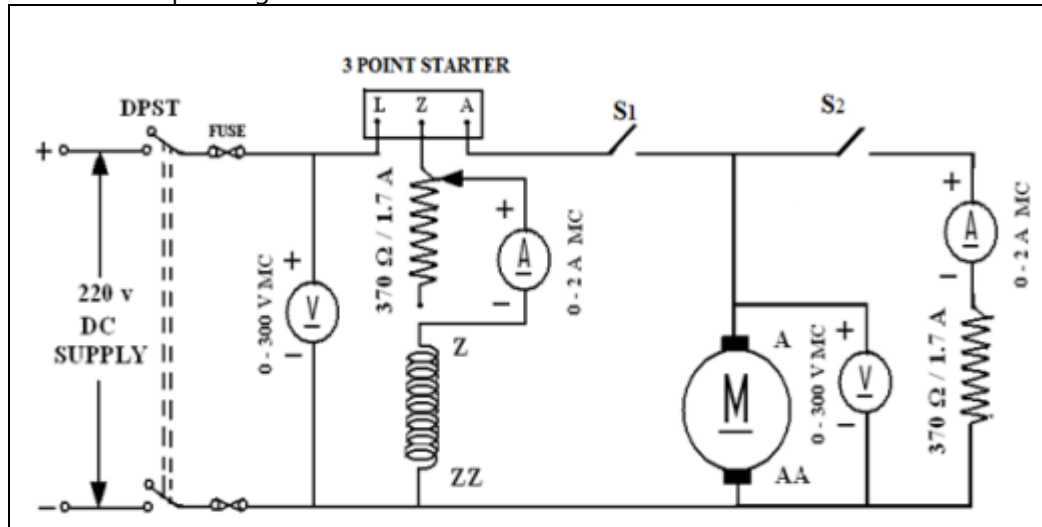 3 POINT STARTER
L Z A
DPST
FUSE
S1
S2
+
220 v
DC
SUPPLY
-
+
V
-
0 - 300 V MC
370 Ω / 1.7 A
+
A
-
0 - 2 A MC
Z
ZZ
M
A
AA
+
V
-
0 - 300 V MC
+
A
-
0 - 2 A MC
370 Ω / 1.7 A